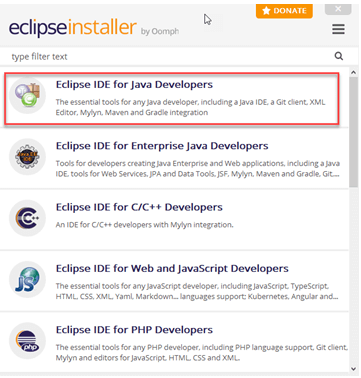 DONATE
eclipseinstaller by Oomph
type filter text
Eclipse IDE for Java Developers
The essential tools for any Java developer, including a Java IDE, a Git client, XML
Editor, Mylyn, Maven and Gradle integration
Eclipse IDE for Enterprise Java Developers
Tools for developers creating Java Enterprise and Web applications, including a Java
IDE, tools for Web Services, JPA and Data Tools, JSF, Mylyn, Maven and Gradle, Git,...
Eclipse IDE for C/C++ Developers
An IDE for C/C++ developers with Mylyn integration.
Eclipse IDE for Web and JavaScript Developers
The essential tools for any JavaScript developer, including JavaScript, TypeScript,
HTML, CSS, XML, Yaml, Markdown... languages support; Kubernetes, Angular and...
Eclipse IDE for PHP Developers
The essential tools for any PHP developer, including PHP language support, Git client,
Mylyn and editors for JavaScript, HTML, CSS and XML.
JS
php